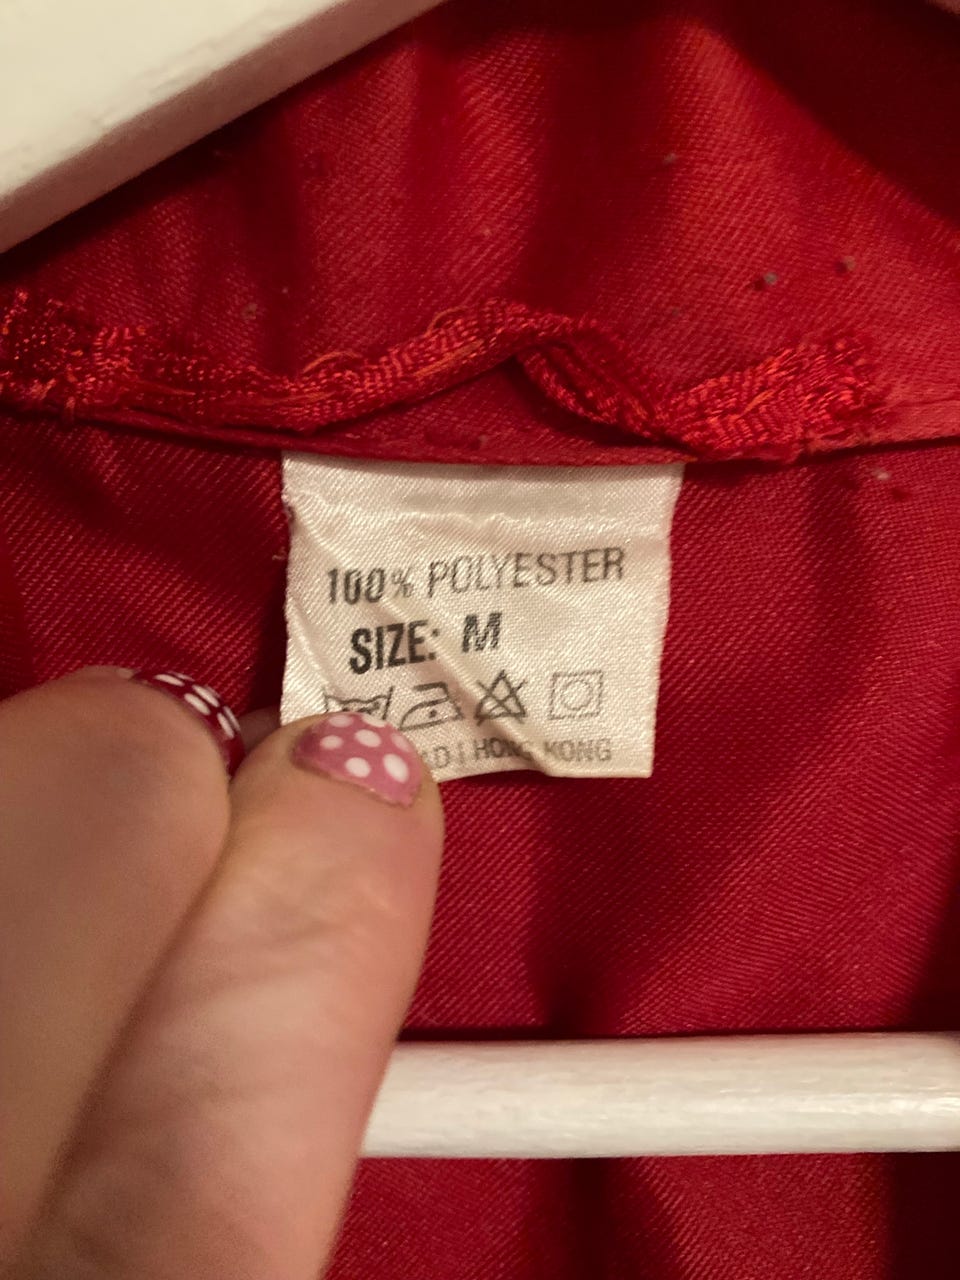 100% POLYESTER
SIZE: M
HONG KONG